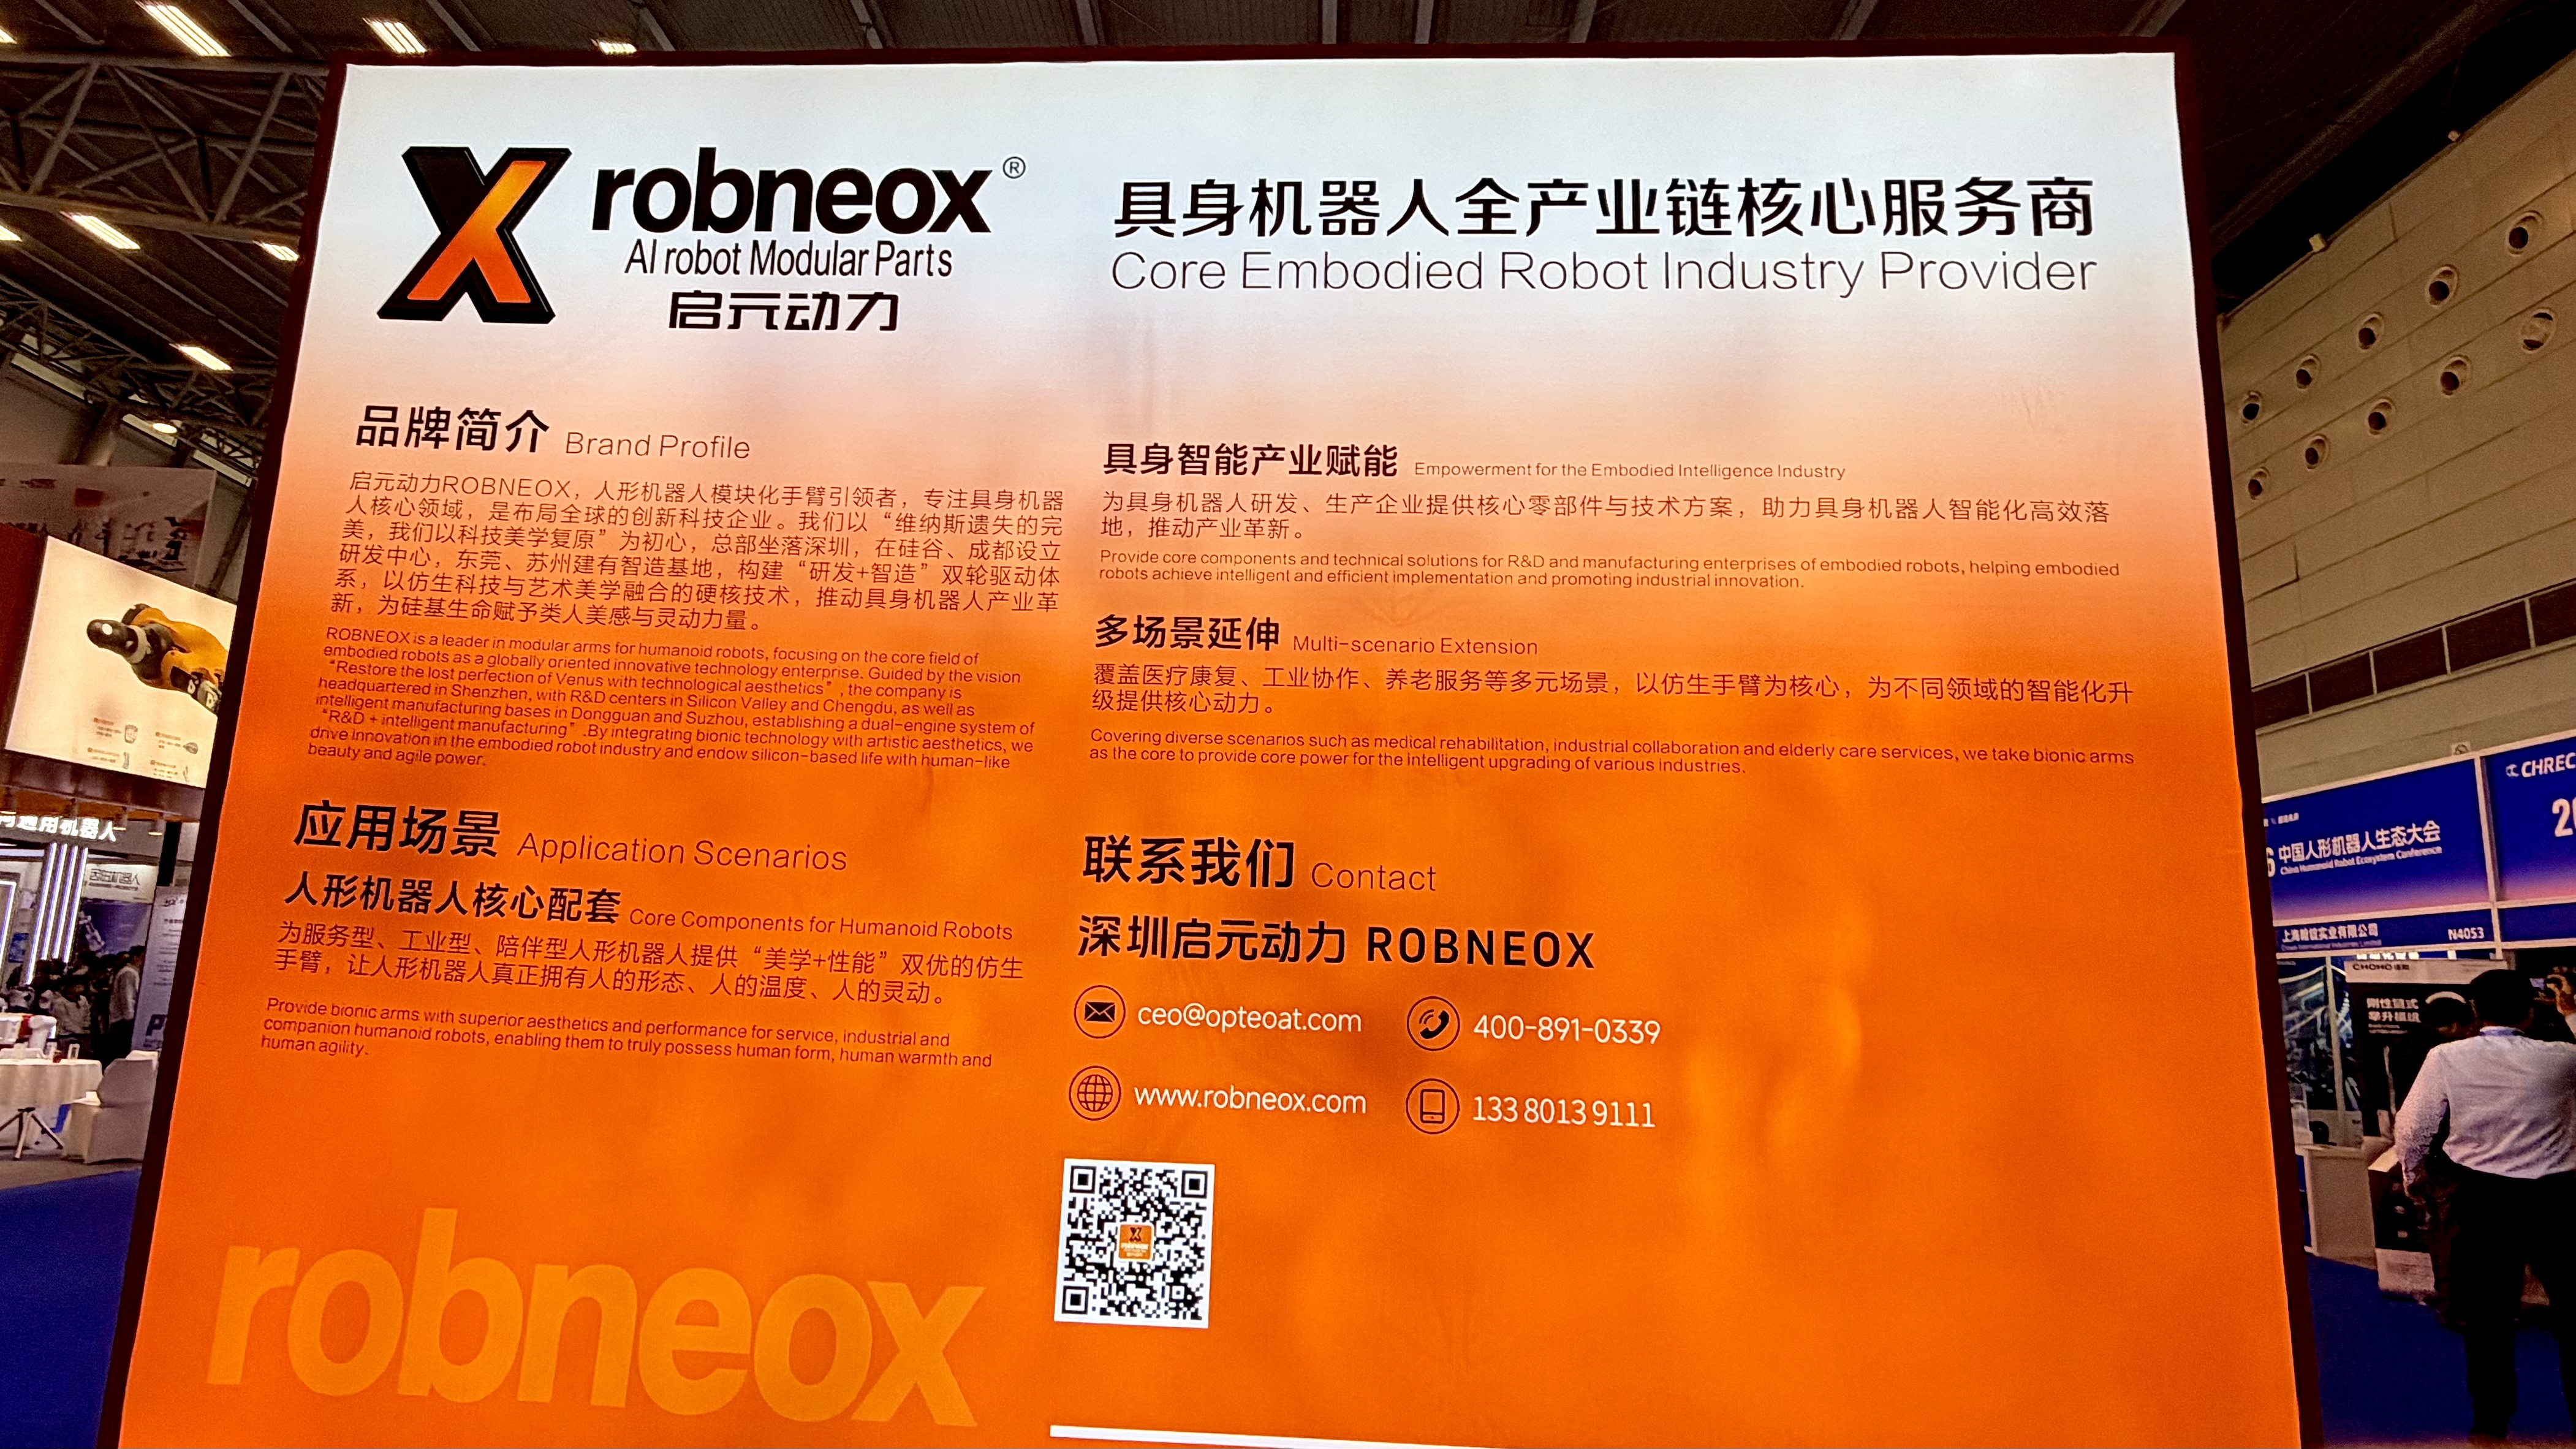 robneox®
AI robot Modular Parts
启元动力
具身机器人全产业链核心服务商
Core Embodied Robot Industry Provider
品牌简介 Brand Profile
启元动力ROBNEOX，人形机器人模块化手臂引领者，专注具身机器
人核心领域，是布局全球的创新科技企业。我们以“维纳斯遗失的完
美，我们以科技美学复原”为初心，总部坐落深圳，在硅谷、成都设立
研发中心，东莞、苏州建有智造基地，构建“研发+智造”双轮驱动体
系，以仿生科技与艺术美学融合的硬核技术，推动具身机器人产业革
新，为硅基生命赋予类人美感与灵动力量。
ROBNEOX is a leader in modular arms for humanoid robots, focusing on the core field of
embodied robots as a globally oriented innovative technology enterprise. Guided by the vision
“Restore the lost perfection of Venus with technological aesthetics”, the company is
headquartered in Shenzhen, with R&D centers in Silicon Valley and Chengdu, as well as
intelligent manufacturing bases in Dongguan and Suzhou, establishing a dual-engine system of
“R&D + intelligent manufacturing”.By integrating bionic technology with artistic aesthetics, we
drive innovation in the embodied robot industry and endow silicon-based life with human-like
beauty and agile power.
应用场景 Application Scenarios
人形机器人核心配套 Core Components for Humanoid Robots
为服务型、工业型、陪伴型人形机器人提供“美学+性能”双优的仿生
手臂，让人形机器人真正拥有人的形态、人的温度、人的灵动。
Provide bionic arms with superior aesthetics and performance for service, industrial and
companion humanoid robots, enabling them to truly possess human form, human warmth and
human agility.
具身智能产业赋能 Empowerment for the Embodied Intelligence Industry
为具身机器人研发、生产企业提供核心零部件与技术方案，助力具身机器人智能化高效落
地，推动产业革新。
Provide core components and technical solutions for R&D and manufacturing enterprises of embodied robots, helping embodied
robots achieve intelligent and efficient implementation and promoting industrial innovation.
多场景延伸 Multi-scenario Extension
覆盖医疗康复、工业协作、养老服务等多元场景，以仿生手臂为核心，为不同领域的智能化升
级提供核心动力。
Covering diverse scenarios such as medical rehabilitation, industrial collaboration and elderly care services, we take bionic arms
as the core to provide core power for the intelligent upgrading of various industries.
联系我们 Contact
深圳启元动力 ROBNEOX
ceo@opteoat.com
400-891-0339
www.robneox.com
133 8013 9111
robneox
通用机器人
CHREC
中国人形机器人生态大会
China Humanoid Robot Ecosystem Conference
N4053